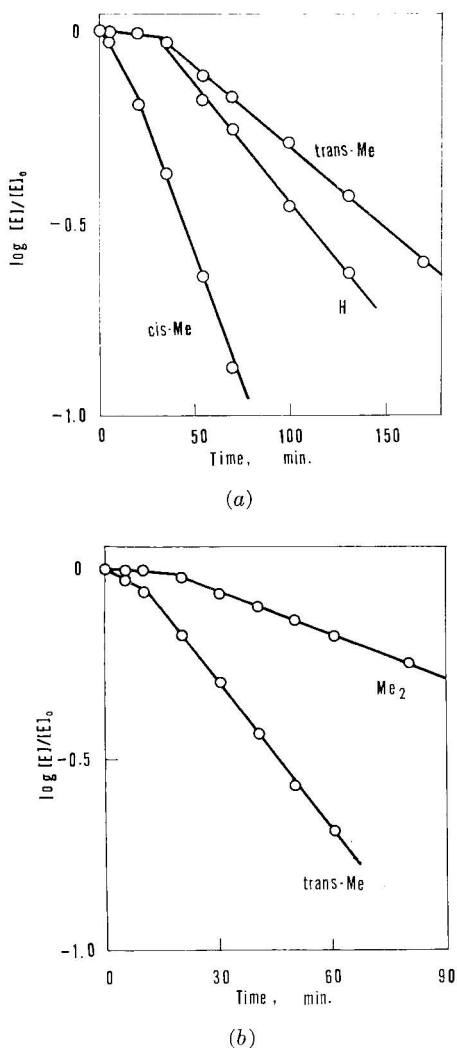 0
-0.5
-1.0
log [E]/[E]₀
trans-Me
H
cis-Me
0 50 100 150
Time, min.
(a)
0
-0.5
-1.0
log [E]/[E]₀
Me₂
trans-Me
0 30 60 90
Time, min.
(b)